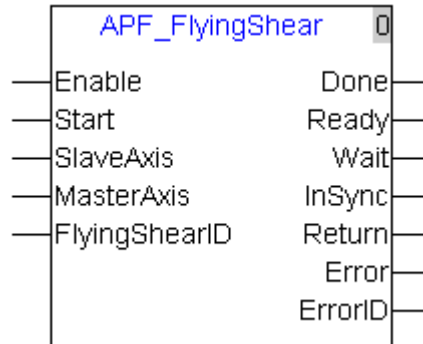 APF_FlyingShear 0
Enable Done
Start Ready
SlaveAxis Wait
MasterAxis InSync
FlyingShearID Return
Error
ErrorID